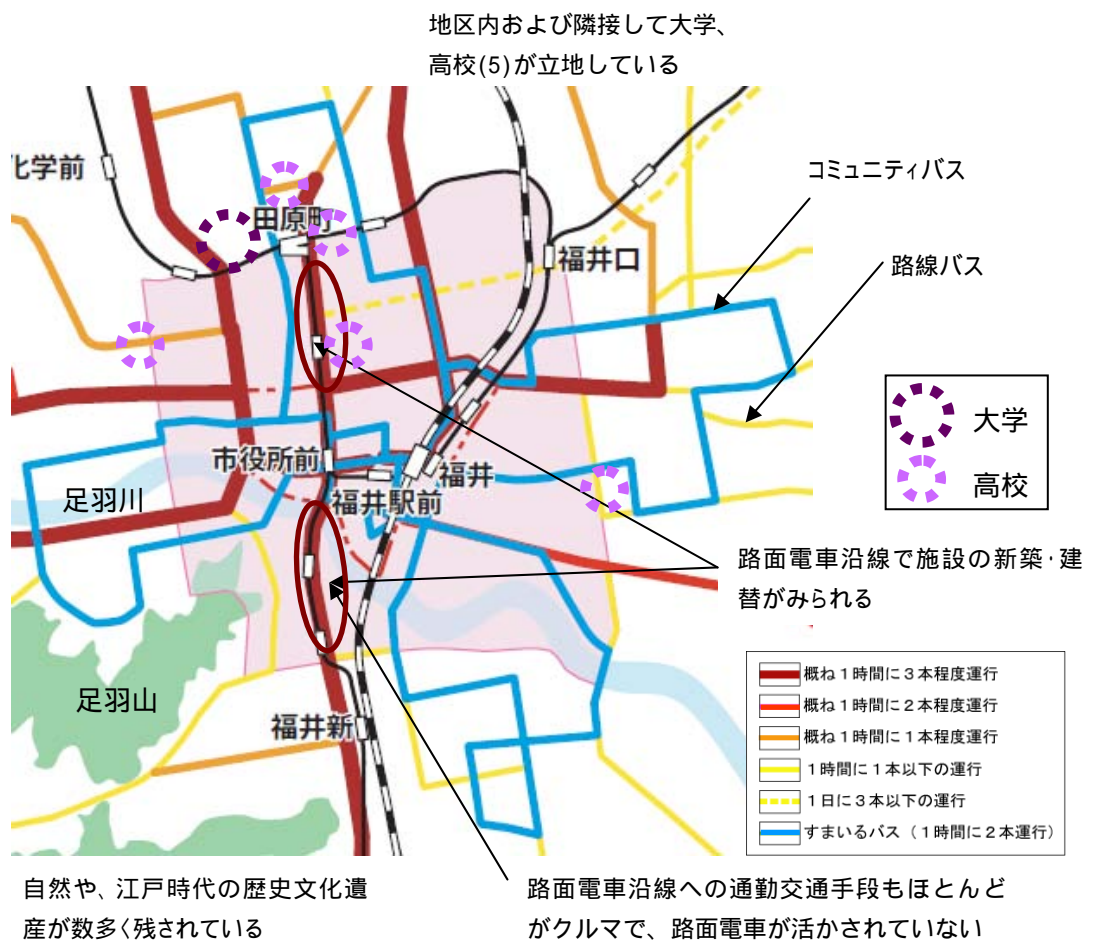 地区内および隣接して大学、
高校(5)が立地している
化学前
コミュニティバス
田原町
福井口
路線バス
大学
高校
市役所前
福井
足羽川
福井駅前
路面電車沿線で施設の新築・建
替がみられる
足羽山
福井新
概ね1時間に3本程度運行
概ね1時間に2本程度運行
概ね1時間に1本程度運行
1時間に1本以下の運行
1日に3本以下の運行
すまいるバス(1時間に2本運行)
自然や、江戸時代の歴史文化遺
産が数多く残されている
路面電車沿線への通勤交通手段もほとんど
がクルマで、路面電車が活かされていない